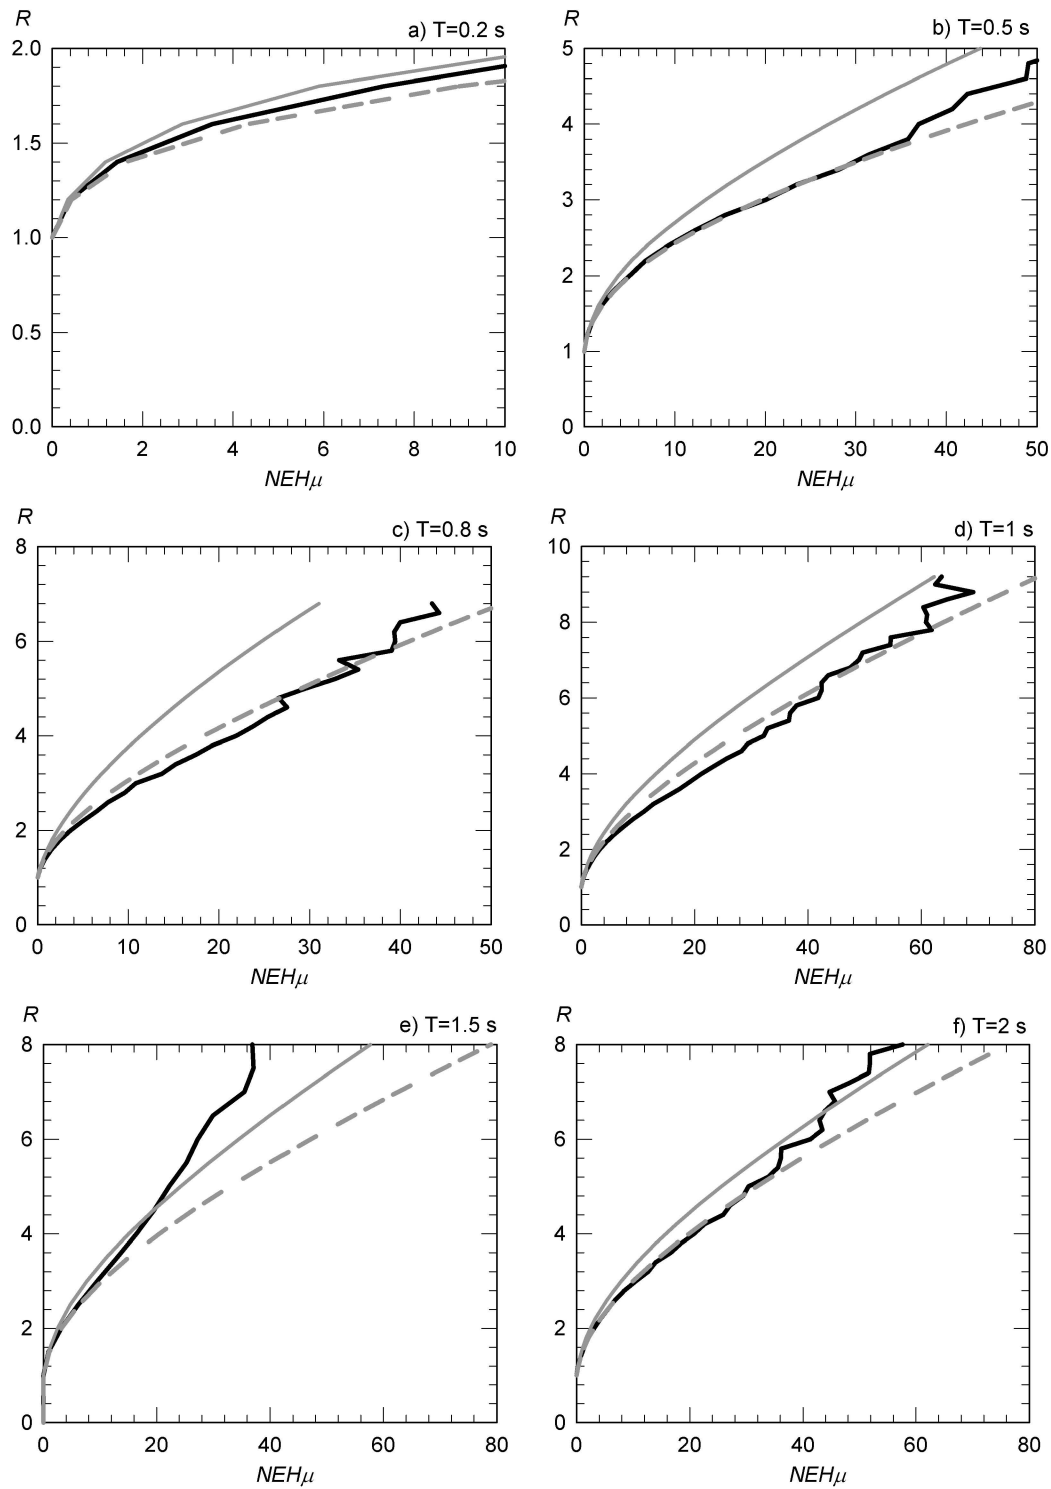 R
a) T=0.2 s
2.0
1.5
1.0
0.5
0.0
0 2 4 6 8 10
NEHμ
R
b) T=0.5 s
5
4
3
2
1
0
0 10 20 30 40 50
NEHμ
R
c) T=0.8 s
8
6
4
2
0
0 10 20 30 40 50
NEHμ
R
d) T=1 s
10
8
6
4
2
0
0 20 40 60 80
NEHμ
R
e) T=1.5 s
8
6
4
2
0
0 20 40 60 80
NEHμ
R
f) T=2 s
8
6
4
2
0
0 20 40 60 80
NEHμ